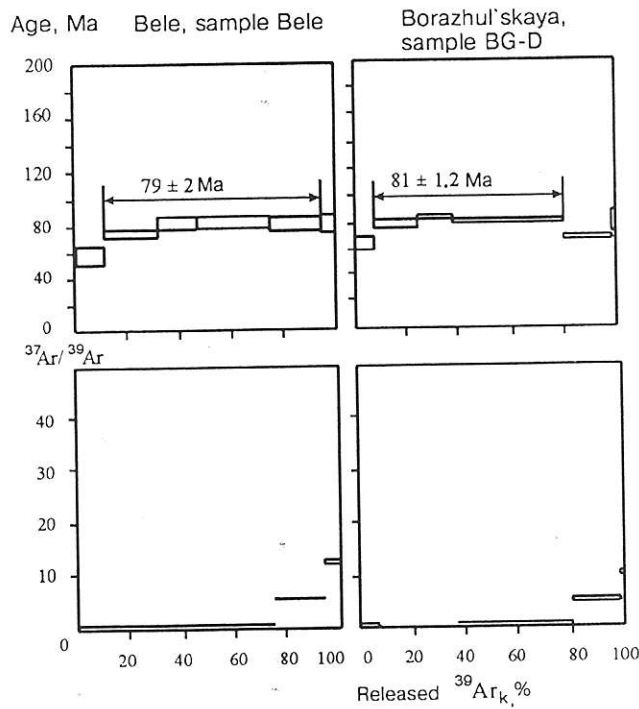 Age, Ma
Bele, sample Bele
Borazhul`skaya,
sample BG-D
200
160
120
80
60
40
0
79 ± 2 Ma
81 ± 1.2 Ma
³⁷Ar/ ³⁹Ar
40
30
20
10
0
20 40 60 80 100
0 20 40 60 80 100
Released ³⁹Arₖ,%